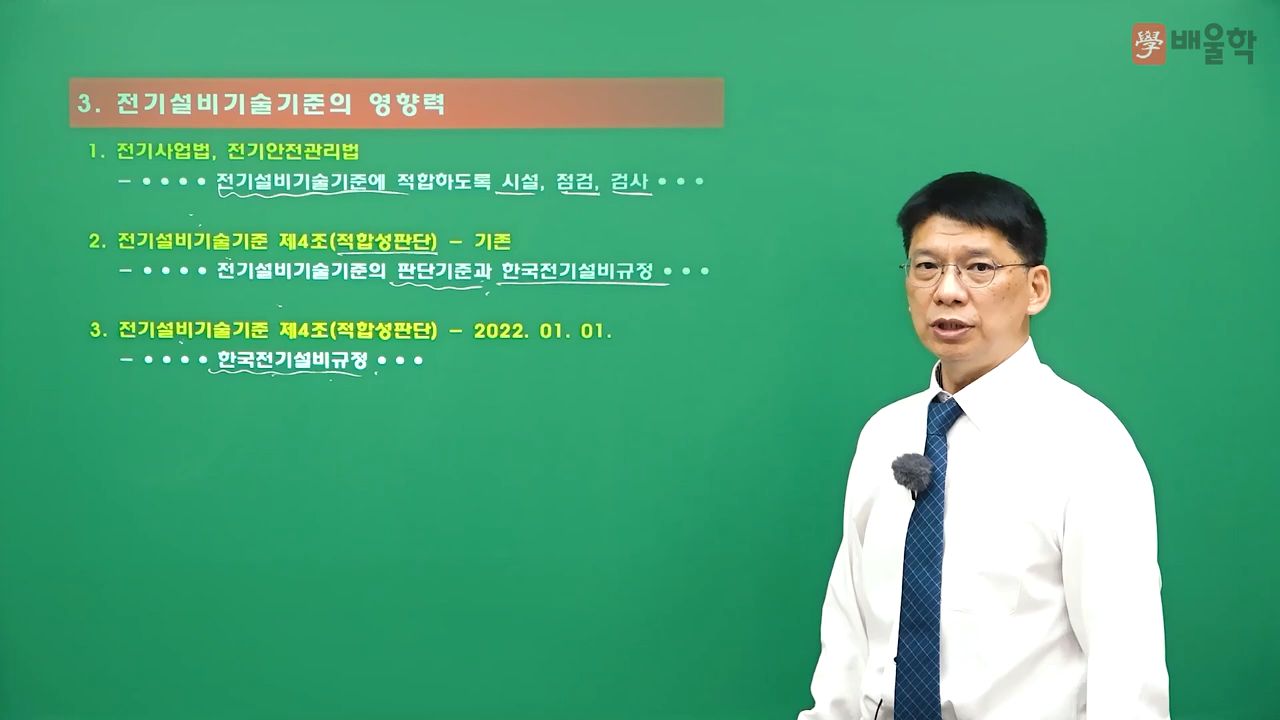 學 배울학
3. 전기설비기술기준의 영향력
1. 전기사업법, 전기안전관리법
– • • • • 전기설비기술기준에 적합하도록 시설, 점검, 검사 • • •
2. 전기설비기술기준 제4조(적합성판단) – 기존
– • • • • 전기설비기술기준의 판단기준과 한국전기설비규정 • • •
3. 전기설비기술기준 제4조(적합성판단) – 2022. 01. 01.
– • • • • 한국전기설비규정 • • •